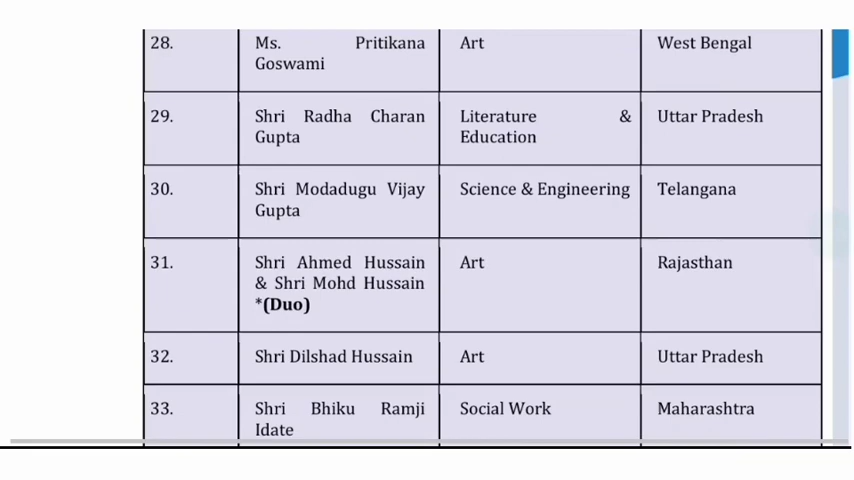 28. Ms. Pritikana Art West Bengal
Goswami
29. Shri Radha Charan Literature & Uttar Pradesh
Gupta Education
30. Shri Modadugu Vijay Science & Engineering Telangana
Gupta
31. Shri Ahmed Hussain Art Rajasthan
& Shri Mohd Hussain
*(Duo)
32. Shri Dilshad Hussain Art Uttar Pradesh
33. Shri Bhiku Ramji Social Work Maharashtra
Idate